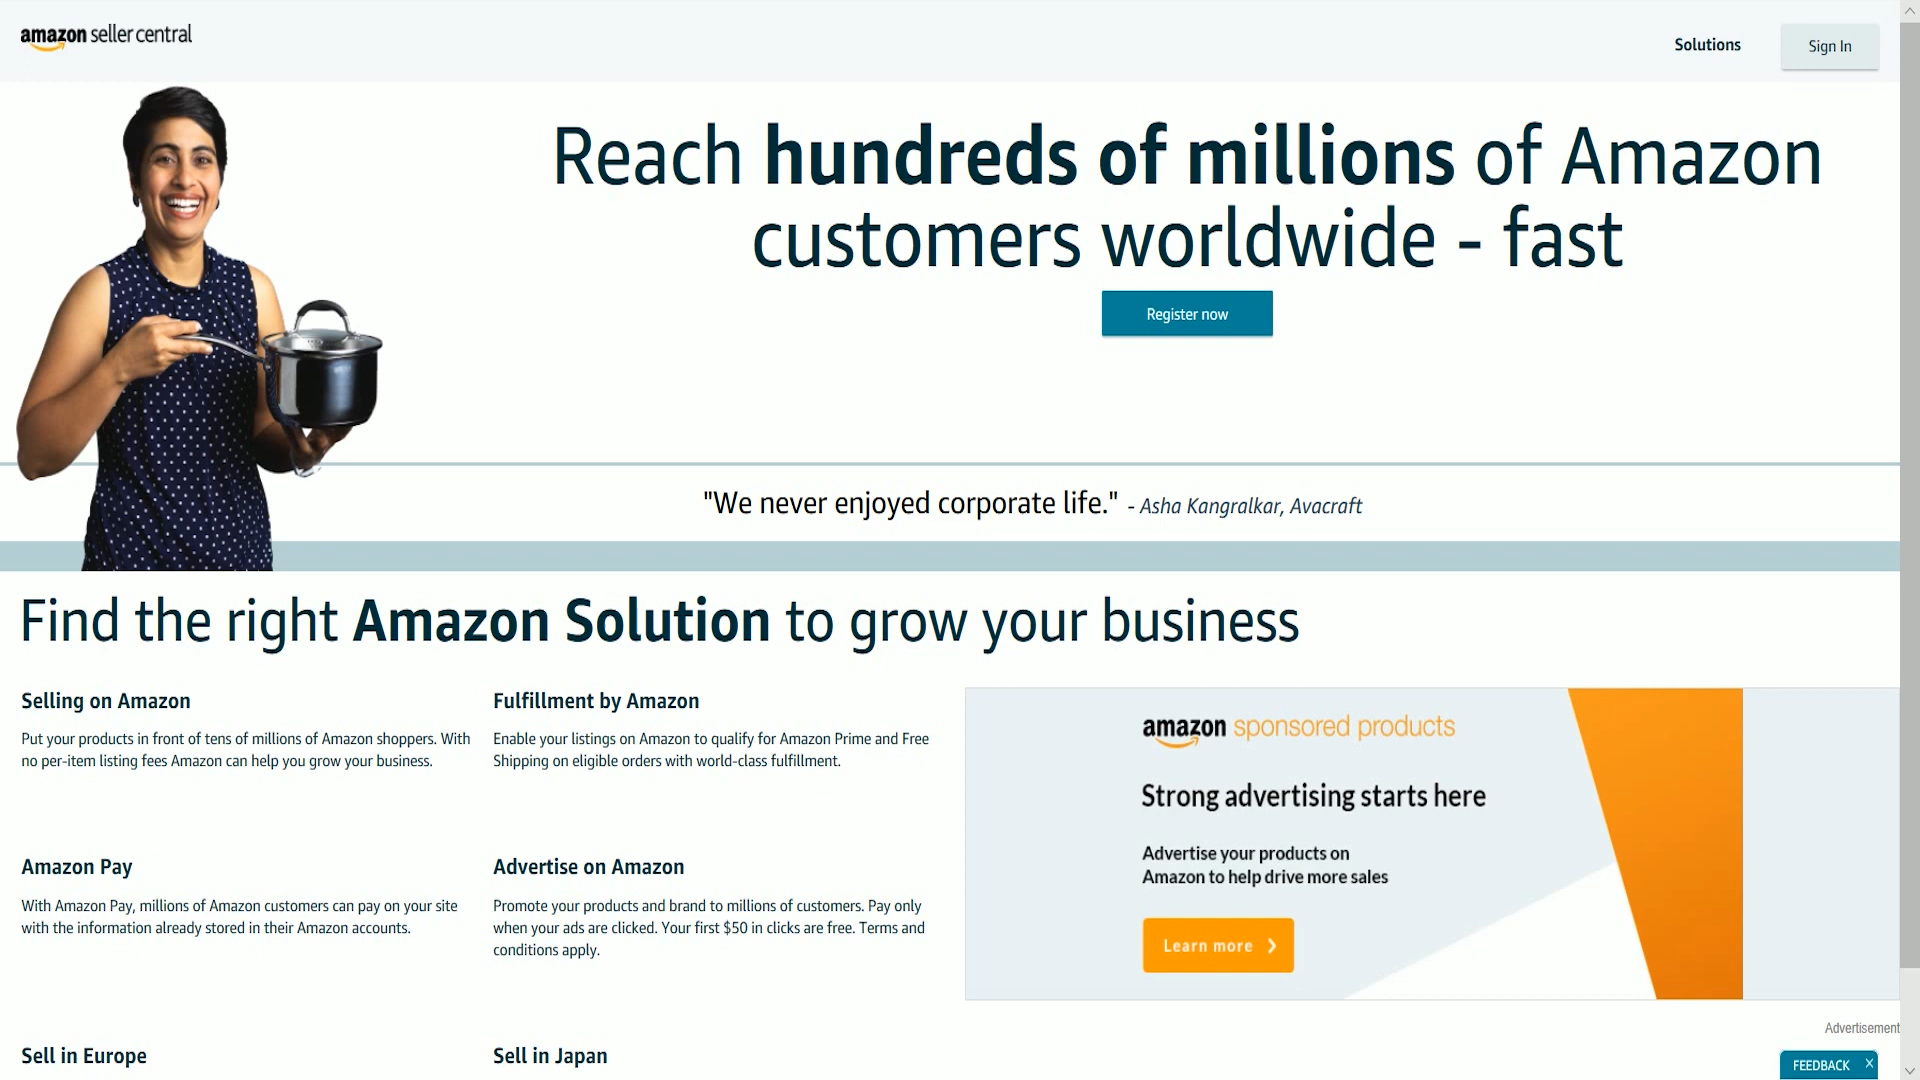 amazon seller central
Solutions
Sign In
Reach hundreds of millions of Amazon
customers worldwide - fast
Register now
"We never enjoyed corporate life." - Asha Kangralkar, Avacraft
Find the right Amazon Solution to grow your business
Selling on Amazon
Put your products in front of tens of millions of Amazon shoppers. With
no per-item listing fees Amazon can help you grow your business.
Fulfillment by Amazon
Enable your listings on Amazon to qualify for Amazon Prime and Free
Shipping on eligible orders with world-class fulfillment.
amazon sponsored products
Strong advertising starts here
Advertise your products on
Amazon to help drive more sales
Learn more
Amazon Pay
With Amazon Pay, millions of Amazon customers can pay on your site
with the information already stored in their Amazon accounts.
Advertise on Amazon
Promote your products and brand to millions of customers. Pay only
when your ads are clicked. Your first $50 in clicks are free. Terms and
conditions apply.
Advertisement
Sell in Europe
Sell in Japan
FEEDBACK